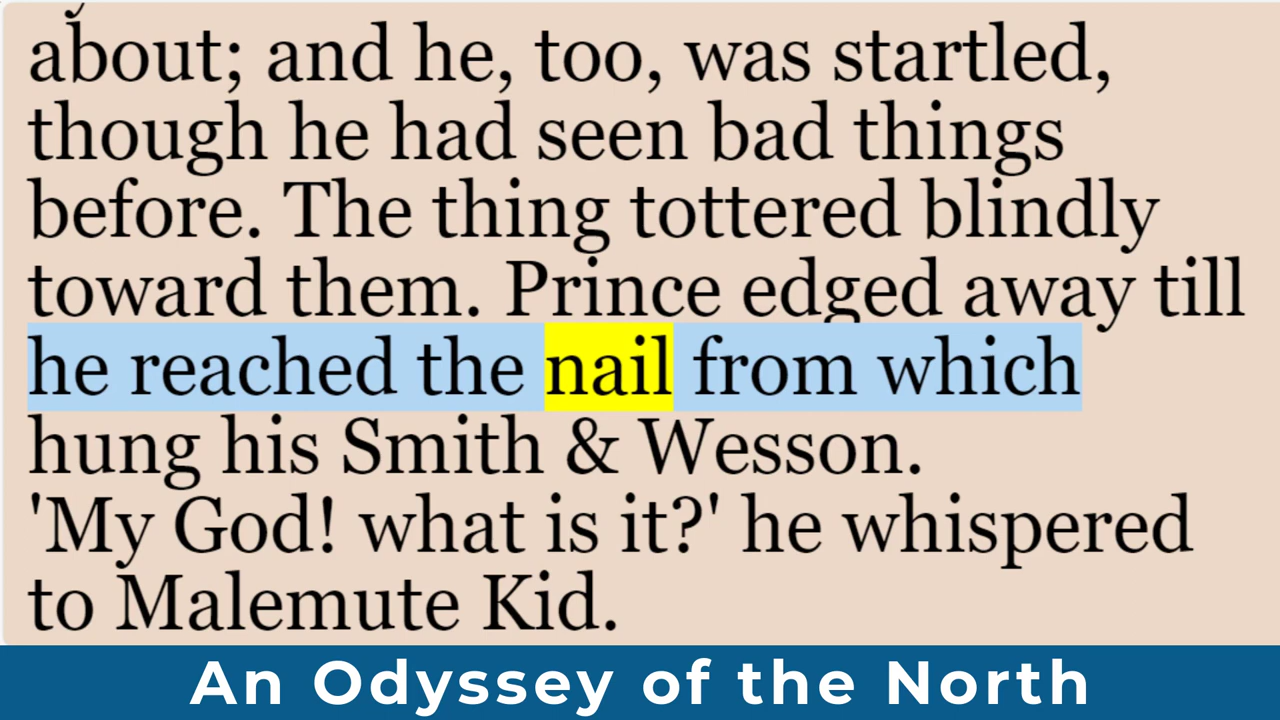 about; and he, too, was startled,
though he had seen bad things
before. The thing tottered blindly
toward them. Prince edged away till
he reached the nail from which
hung his Smith & Wesson.
'My God! what is it?' he whispered
to Malemute Kid.
An Odyssey of the North